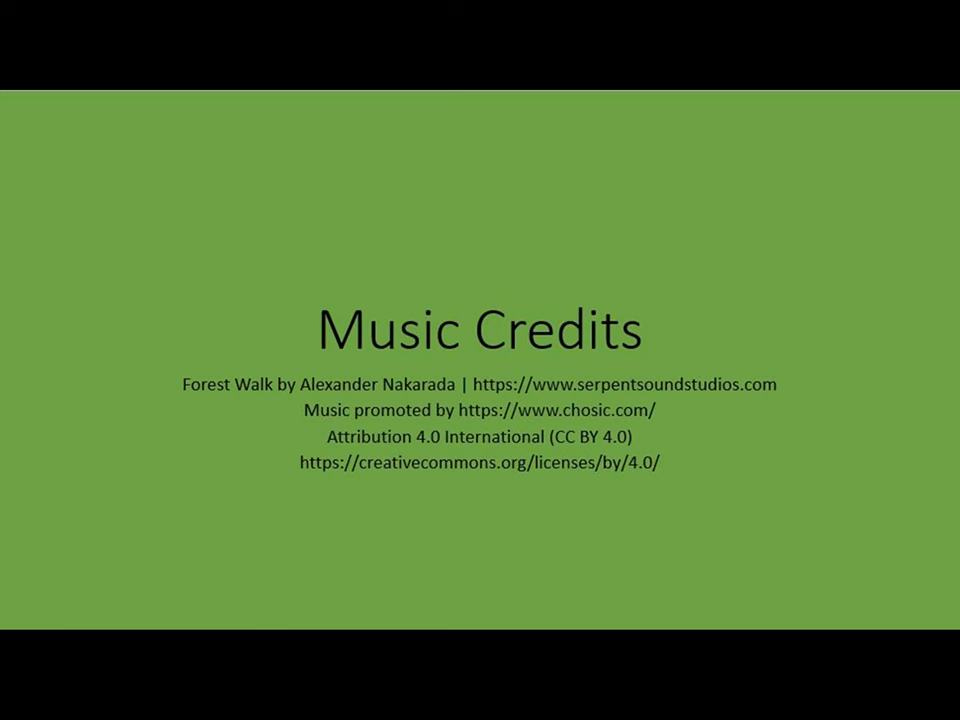 Music Credits
Forest Walk by Alexander Nakarada | https://www.serpentsoundstudios.com
Music promoted by https://www.chosic.com/
Attribution 4.0 International (CC BY 4.0)
https://creativecommons.org/licenses/by/4.0/